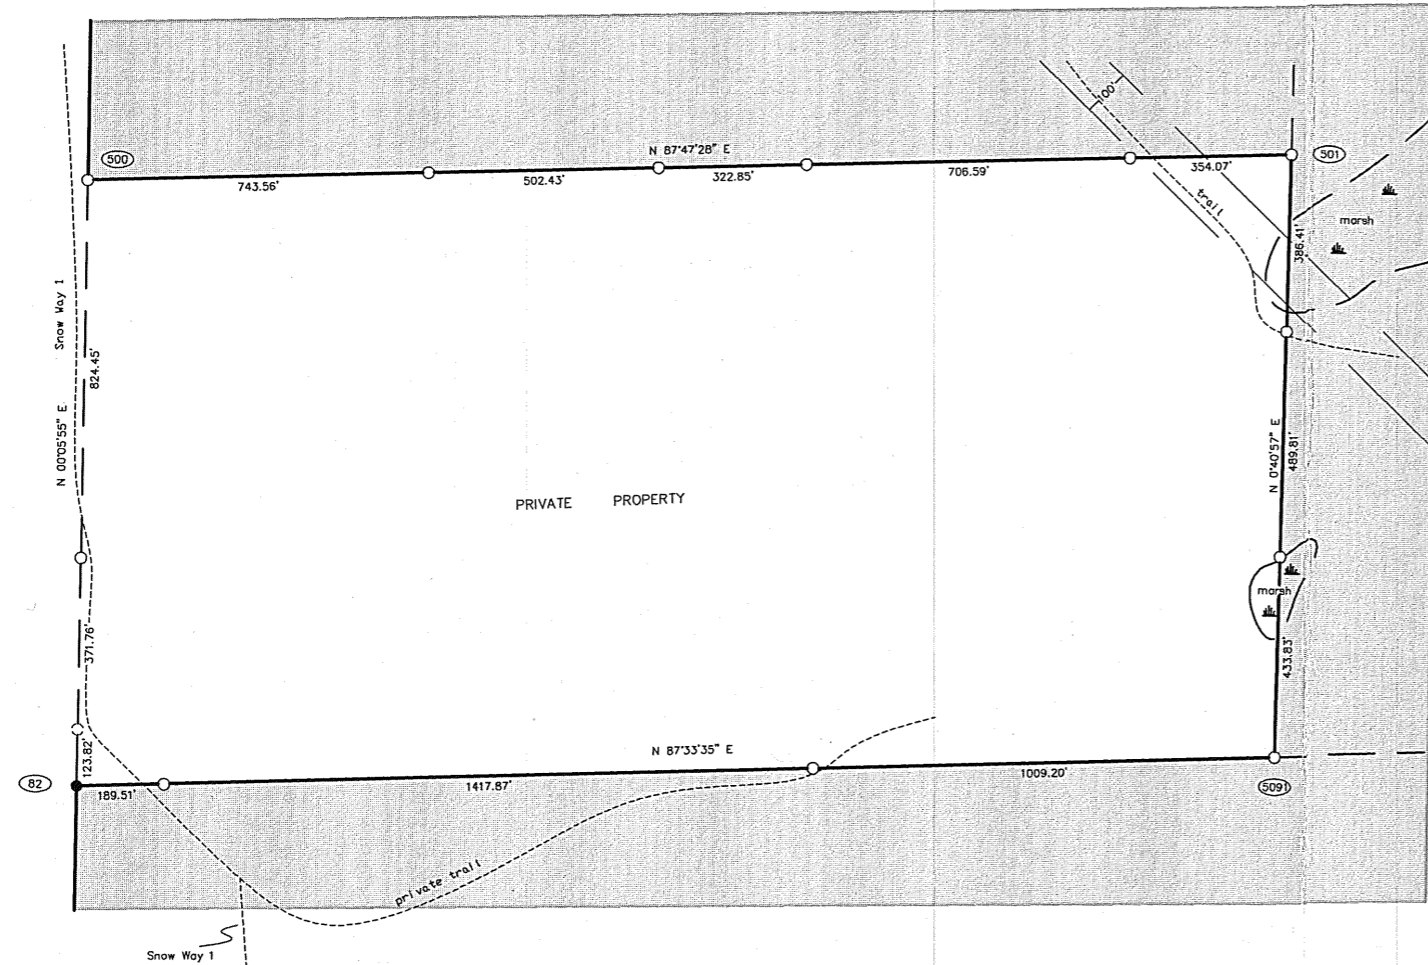 100
500
N 87°47'28" E
501
743.56'
502.43'
322.85'
706.59'
354.07'
trail
marsh
386.41'
Snow Way 1
824.45'
N 00°05'55" E
N 0°40'57" E
489.81'
PRIVATE PROPERTY
marsh
371.76'
433.83'
N 87°33'35" E
123.82'
82
189.51'
1417.87'
1009.20'
5091
private trail
Snow Way 1